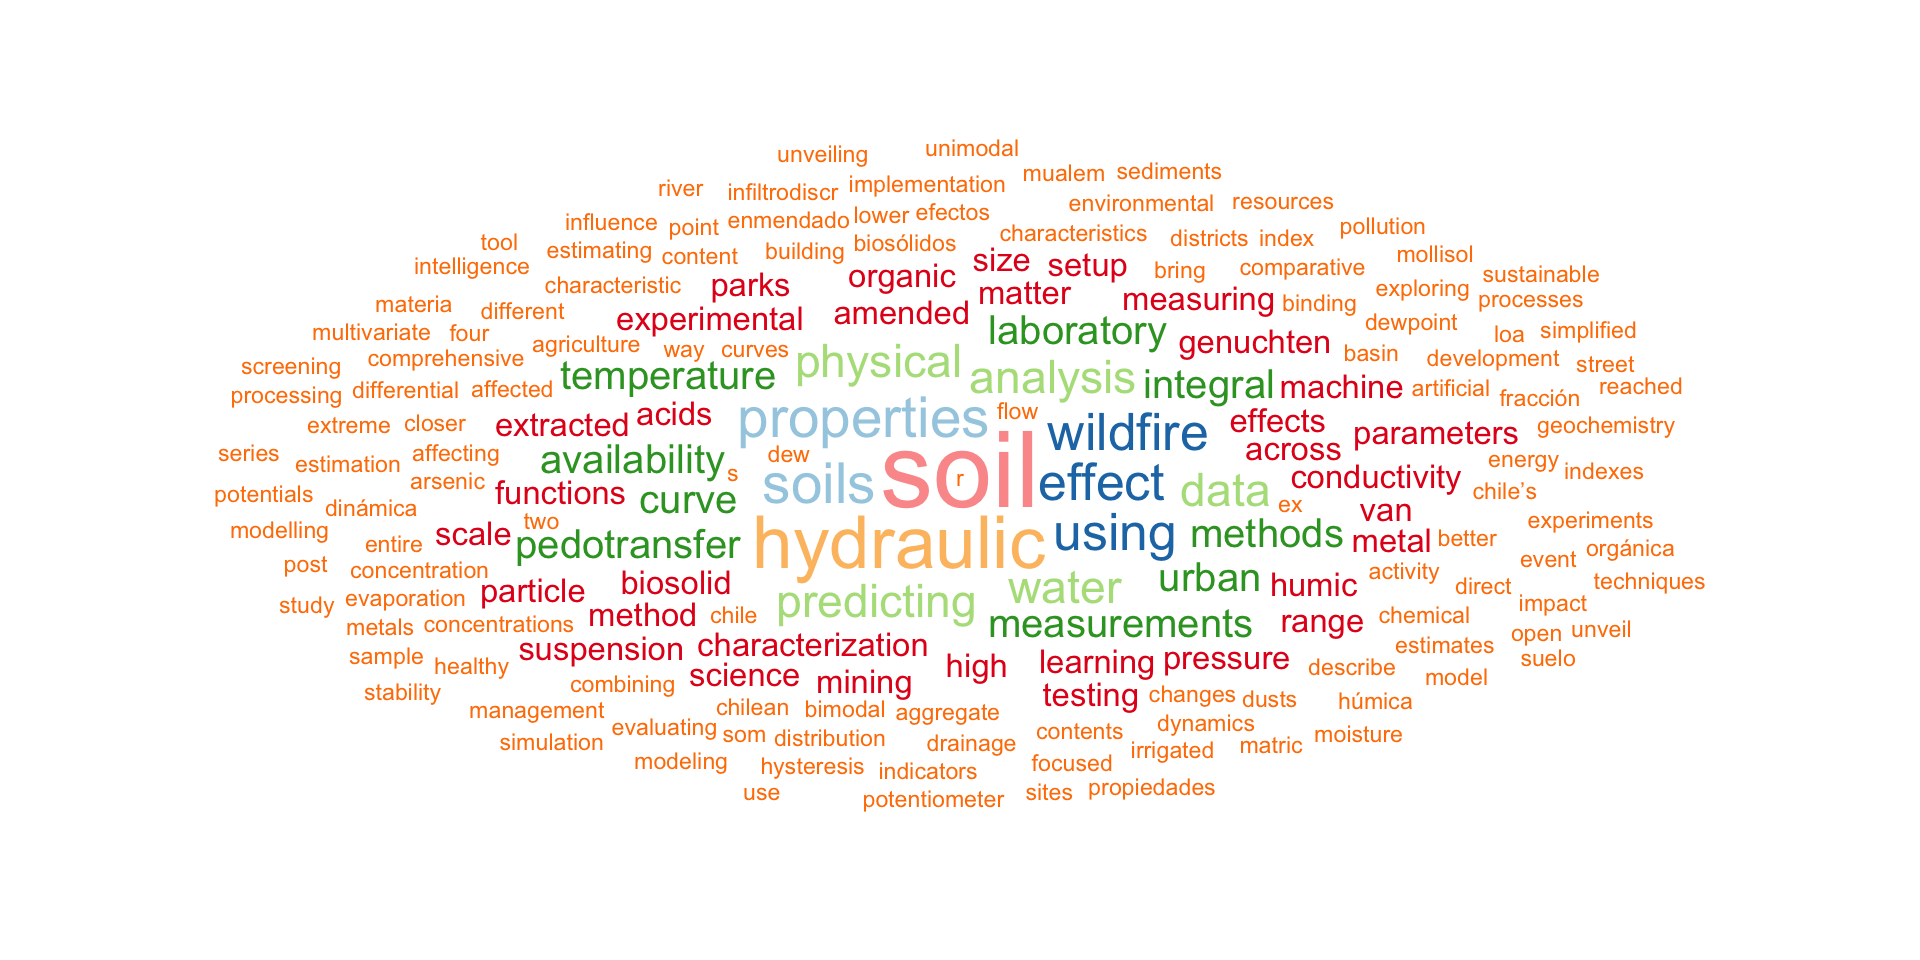 unveiling unimodal
river infiltrodiscr implementation mualem sediments
influence point enmendado lower efectos environmental resources
tool estimating content building biosólidos characteristics districts index pollution
intelligence characteristic parks organic size setup bring comparative mollisol sustainable
materia different experimental amended matter measuring binding exploring processes
multivariate four agriculture way curves physical laboratory genuchten dewpoint loa simplified
screening comprehensive temperature analysis integral machine basin development street
processing differential affected properties flow wildfire effects artificial fracción reached
extreme closer extracted acids across parameters geochemistry
series estimation affecting availability dew soil conductivity energy indexes
potentials arsenic functions curve s soils r effect data ex van chile’s
dinámica two hydraulic using methods metal better experiments
modelling entire scale pedotransfer event orgánica
post concentration particle biosolid predicting water urban humic activity direct techniques
study evaporation method chile measurements range chemical impact
metals concentrations suspension characterization estimates open unveil
sample healthy science mining high learning pressure describe model suelo
stability combining testing changes dusts húmica
management evaluating chilean bimodal aggregate contents dynamics moisture
simulation som distribution drainage irrigated matric
modeling hysteresis indicators focused
use potentiometer sites propiedades